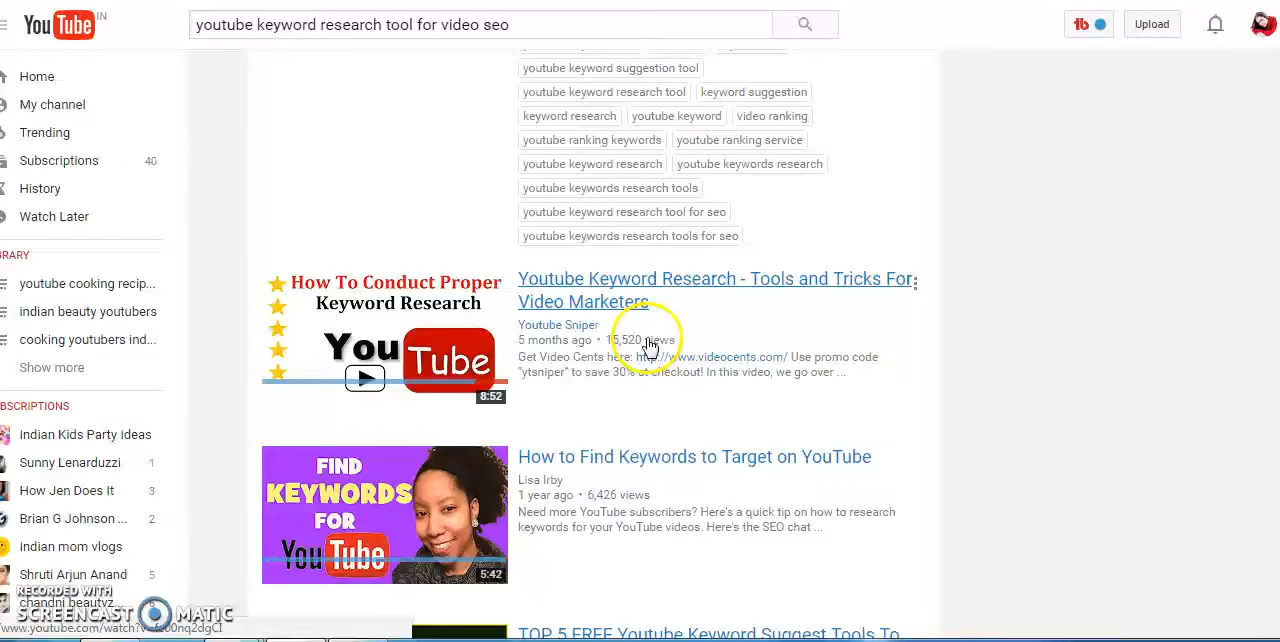 YouTube IN
youtube keyword research tool for video seo
Upload
Home
My channel
Trending
Subscriptions 40
History
Watch Later
BRARY
youtube cooking recip...
indian beauty youtubers
cooking youtubers ind...
Show more
BSCRIPTIONS
Indian Kids Party ideas
Sunny Lenarduzzi 1
How Jen Does It 3
Brian G Johnson ... 2
Indian mom vlogs
Shruti Arjun Anand 5
chandni beautyz...
RECORDED WITH
SCREENCAST MATIC
youtube keyword suggestion tool
youtube keyword research tool keyword suggestion
keyword research youtube keyword video ranking
youtube ranking keywords youtube ranking service
youtube keyword research youtube keywords research
youtube keywords research tools
youtube keyword research tool for seo
youtube keywords research tools for seo
How To Conduct Proper
Keyword Research
YouTube
8:52
Youtube Keyword Research - Tools and Tricks For
Video Marketers
Youtube Sniper
5 months ago • 15,520 views
Get Video Cents here: http://www.videocents.com/ Use promo code
"ytsniper" to save 30% at checkout! In this video, we go over ...
FIND
KEYWORDS
FOR
YouTube
5:42
How to Find Keywords to Target on YouTube
Lisa Irby
1 year ago • 6,426 views
Need more YouTube subscribers? Here's a quick tip on how to research
keywords for your YouTube videos. Here's the SEO chat ...
TOP 5 FREE Youtube Keyword Suggest Tools To